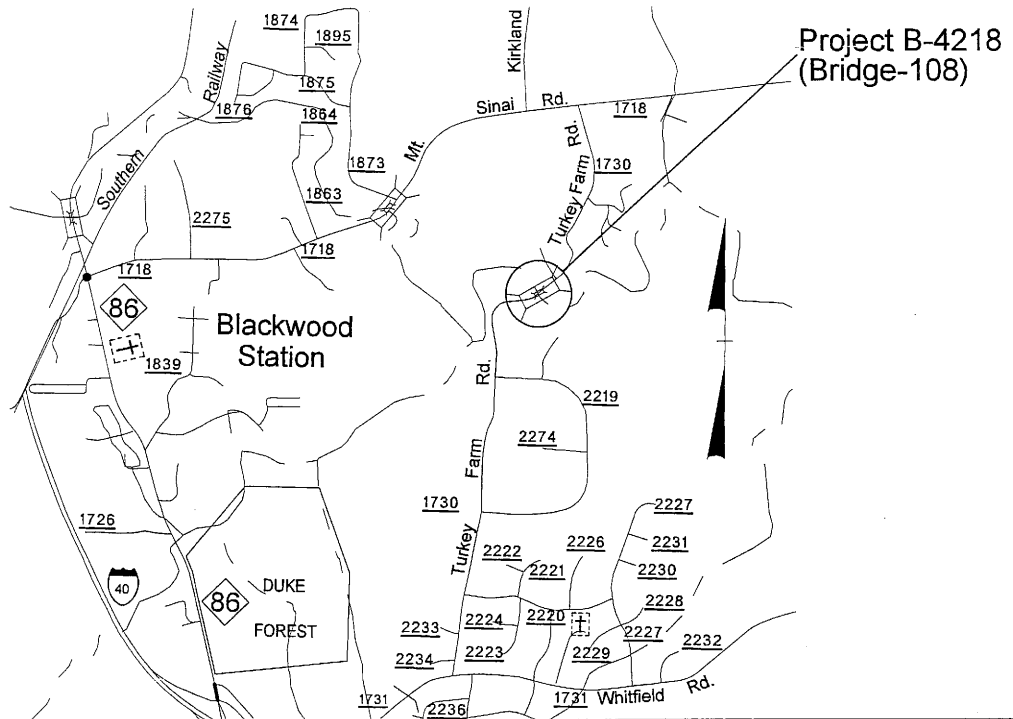 1874
1895
Kirkland
Project B-4218
(Bridge-108)
Railway
1875
1876
1864
Sinai Rd.
1718
Mt.
Rd.
1873
1730
Southern
1863
Turkey Farm
2275
1718
1718
86
Blackwood
Station
1839
Rd.
2219
2274
Farm
1730
2227
1726
Turkey
2222
2226
2231
2221
2230
40
86
DUKE
FOREST
2220
2228
2233
2224
2227
2232
2223
2229
2234
1731
2236
1731
Whitfield Rd.